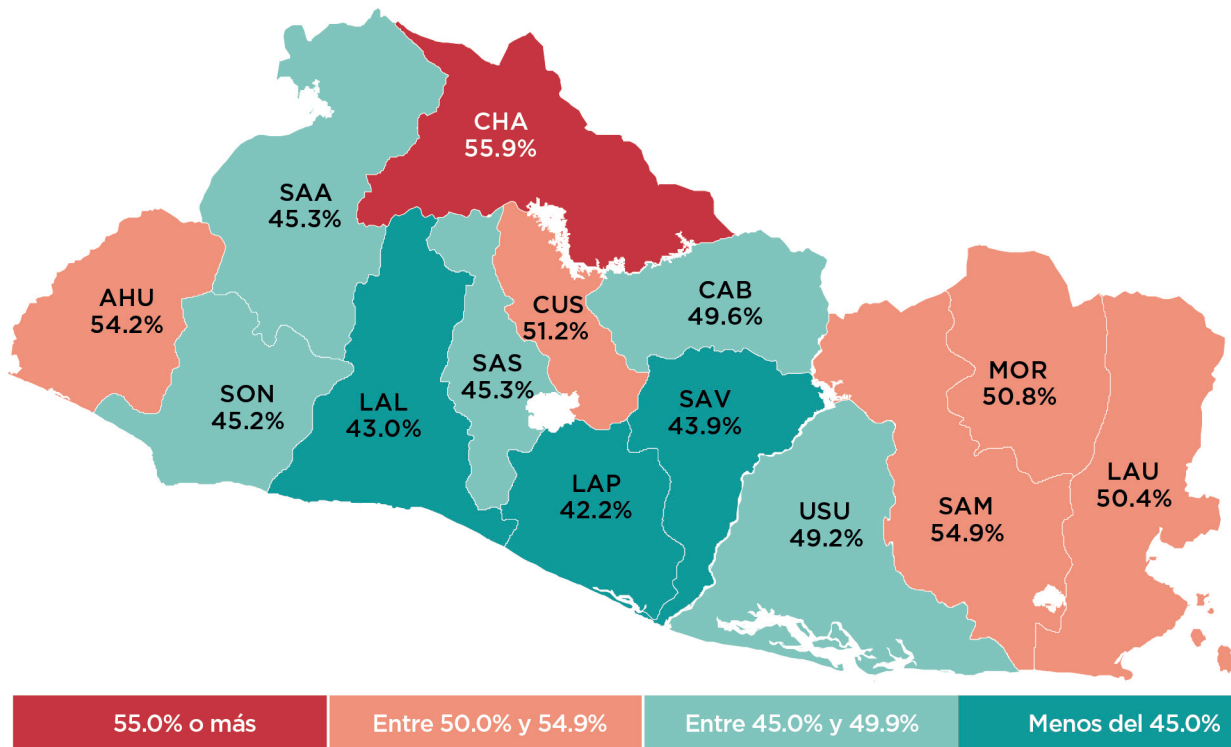 CHA
55.9%
SAA
45.3%
AHU
54.2%
CUS
51.2%
CAB
49.6%
SON
45.2%
LAL
43.0%
SAS
45.3%
SAV
43.9%
MOR
50.8%
LAU
50.4%
LAP
42.2%
USU
49.2%
SAM
54.9%
55.0% o más
Entre 50.0% y 54.9%
Entre 45.0% y 49.9%
Menos del 45.0%